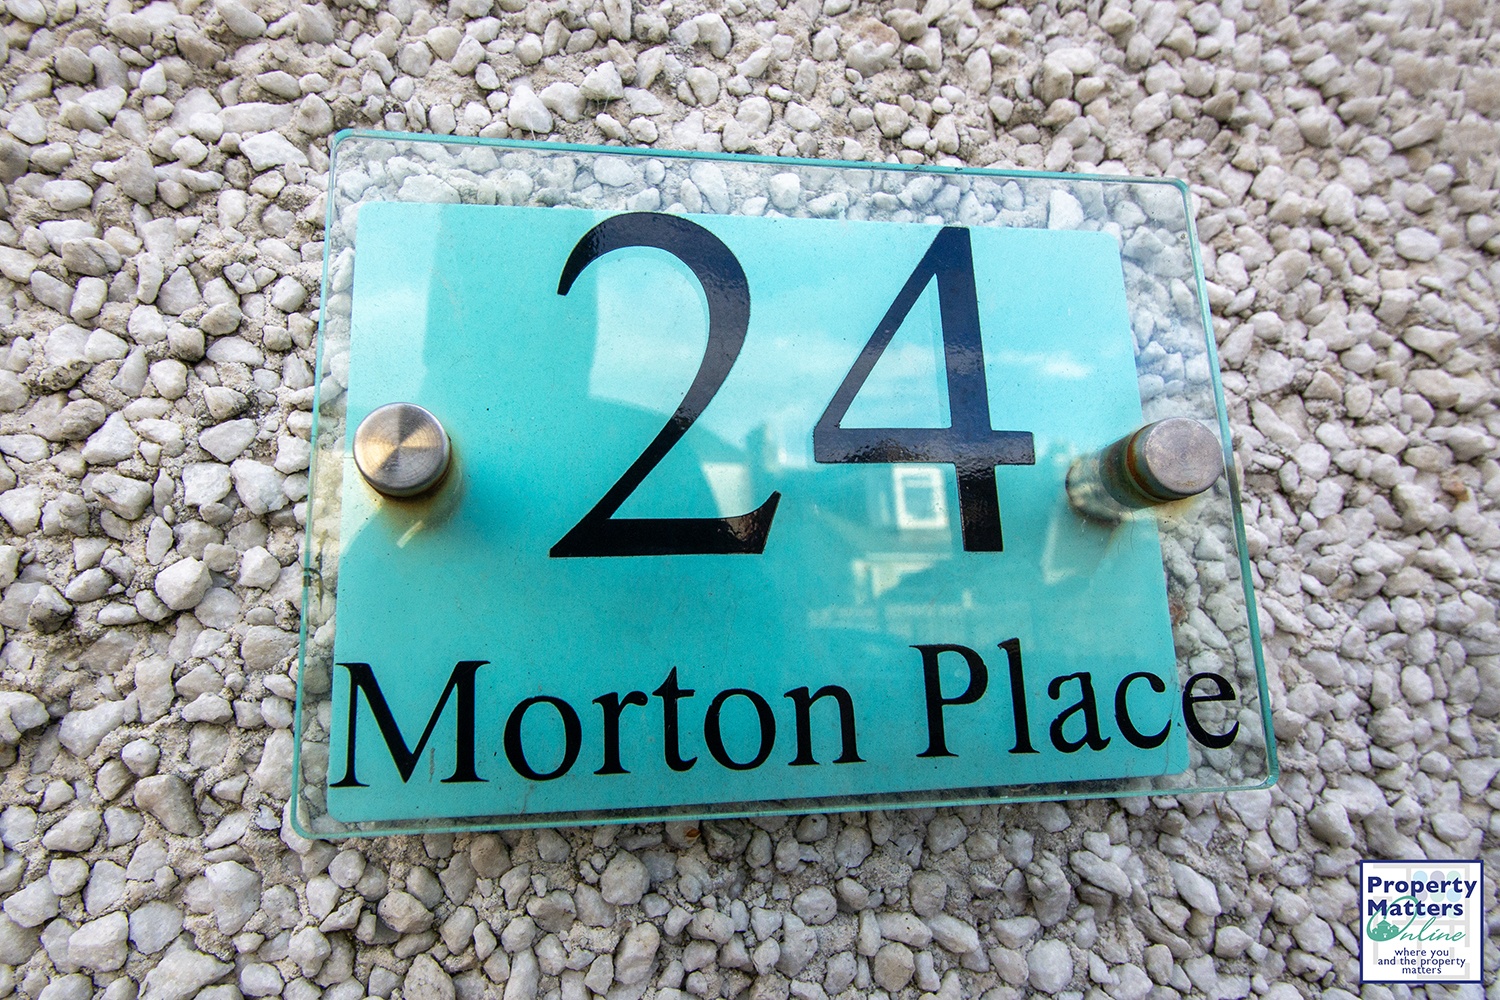 24
Morton Place
Property
Matters
Online
where you
and the property
matters